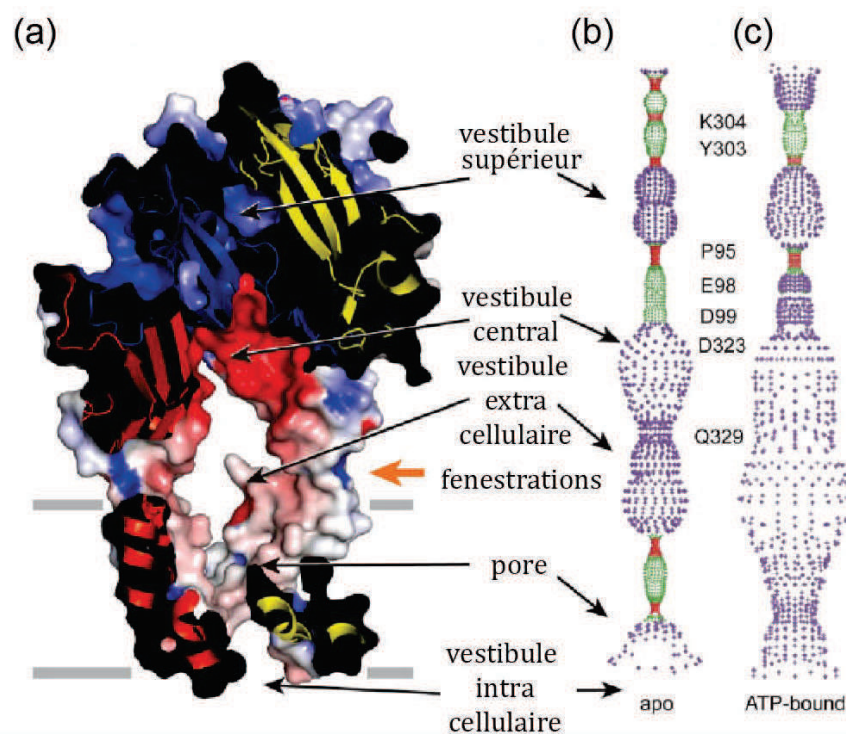 (a)
(b)
(c)
vestibule
supérieur
K304
Y303
P95
vestibule
central
E98
D99
D323
vestibule
extra
cellulaire
Q329
fenestrations
pore
vestibule
intra
cellulaire
apo
ATP-bound